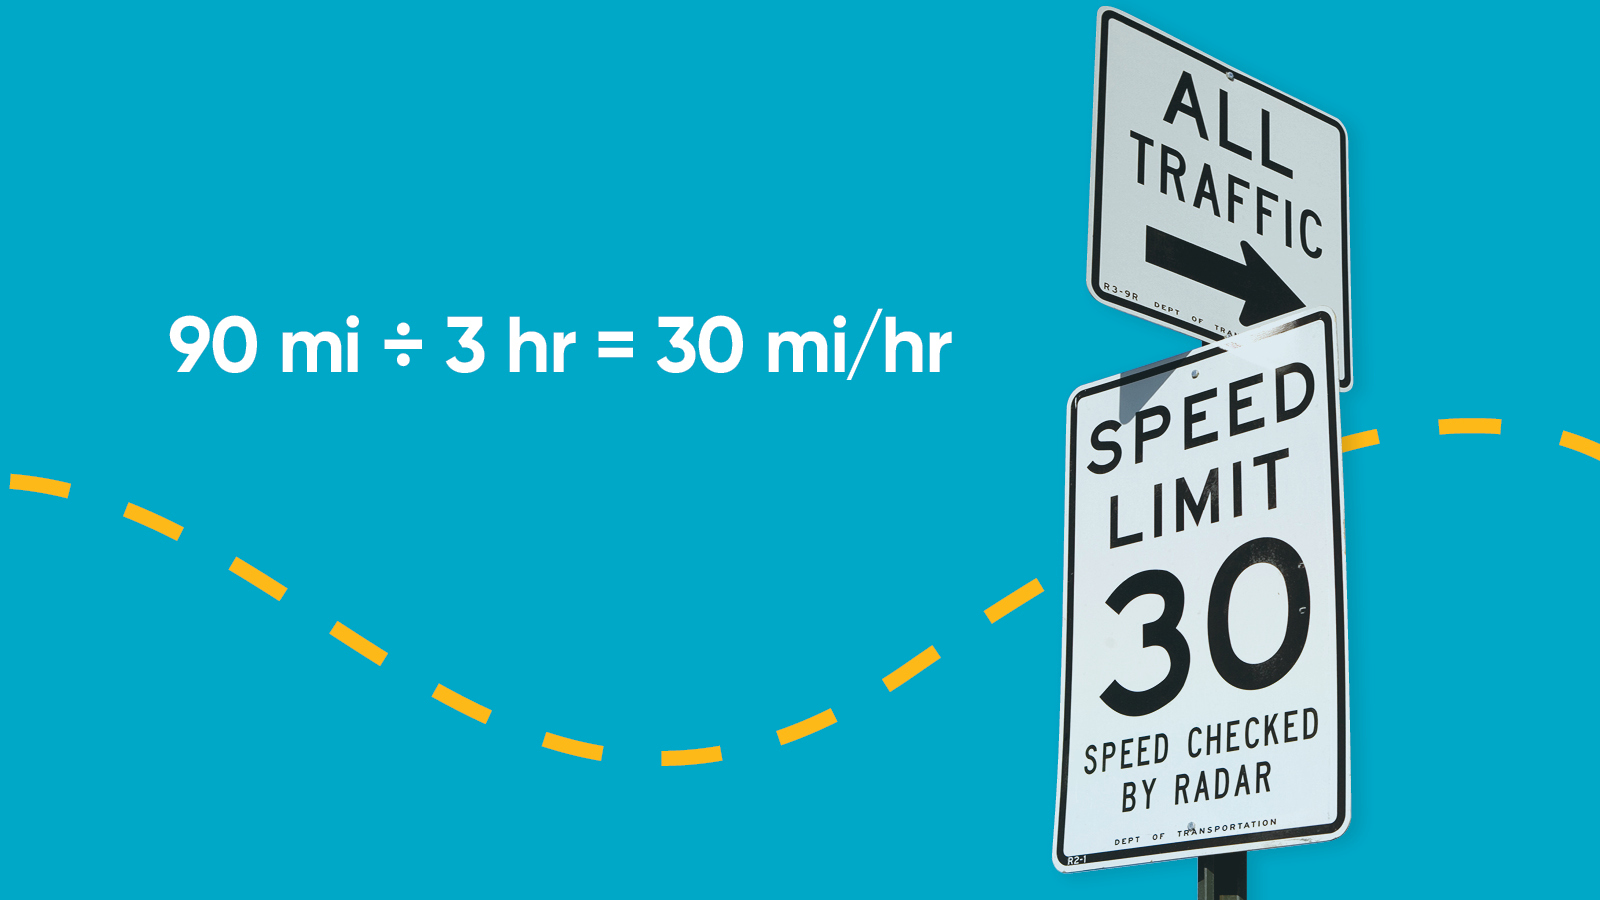 90 mi ÷ 3 hr = 30 mi/hr
ALL
TRAFFIC
R3-9R DEPT OF
SPEED
LIMIT
30
SPEED CHECKED
BY RADAR
DEPT OF TRANSPORTATION
R2-1